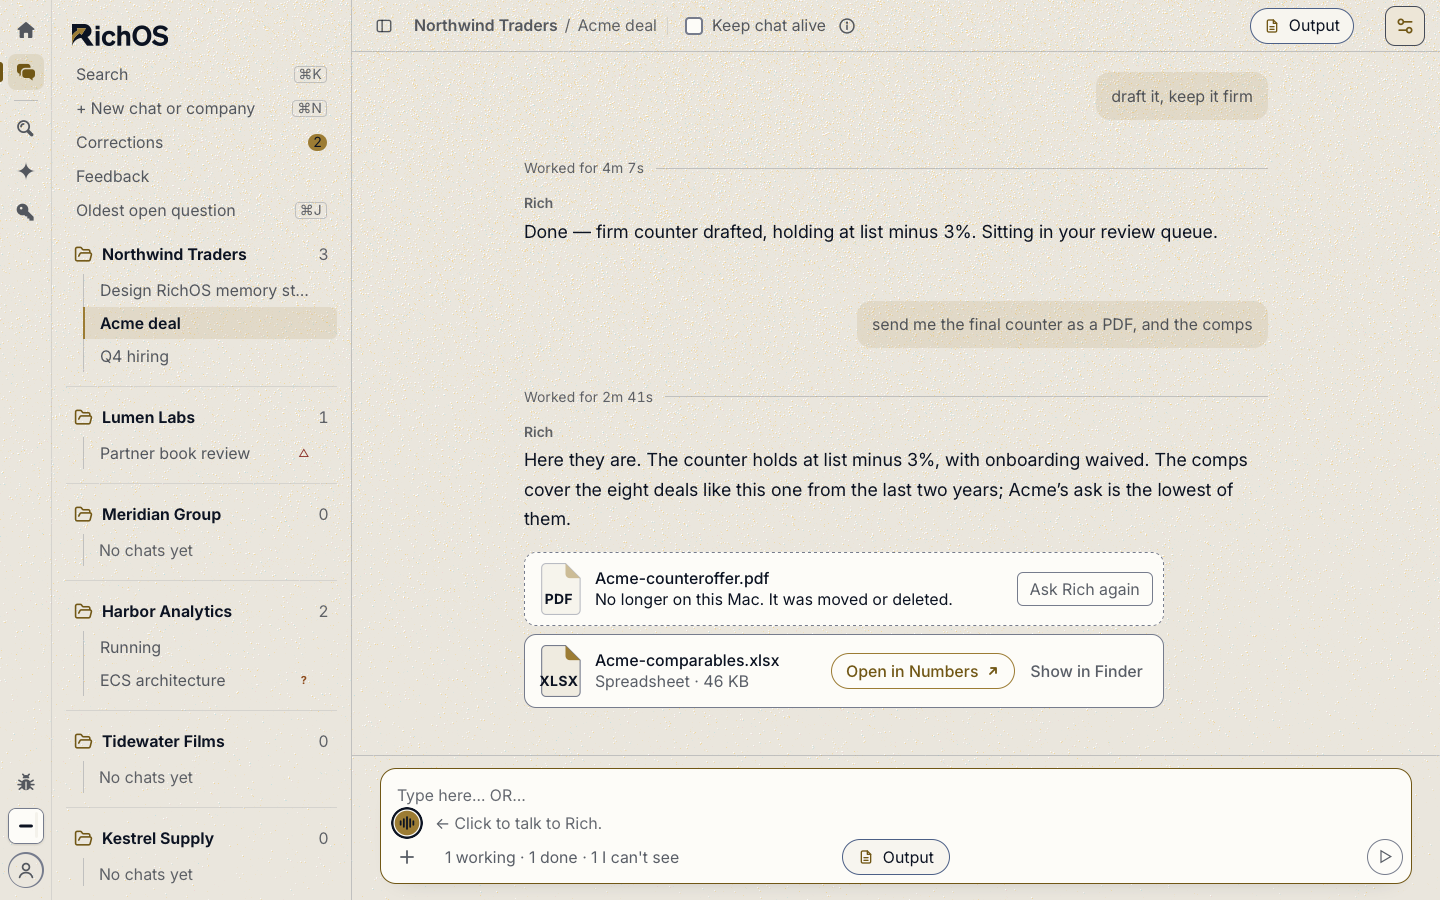 RichOS
Search ⌘K
+ New chat or company ⌘N
Corrections 2
Feedback
Oldest open question ⌘J
Northwind Traders 3
Design RichOS memory st...
Acme deal
Q4 hiring
Lumen Labs 1
Partner book review
Meridian Group 0
No chats yet
Harbor Analytics 2
Running
ECS architecture ?
Tidewater Films 0
No chats yet
Kestrel Supply 0
No chats yet
Northwind Traders / Acme deal
Keep chat alive
Output
draft it, keep it firm
Worked for 4m 7s
Rich
Done — firm counter drafted, holding at list minus 3%. Sitting in your review queue.
send me the final counter as a PDF, and the comps
Worked for 2m 41s
Rich
Here they are. The counter holds at list minus 3%, with onboarding waived. The comps
cover the eight deals like this one from the last two years; Acme’s ask is the lowest of
them.
PDF
Acme-counteroffer.pdf
No longer on this Mac. It was moved or deleted.
Ask Rich again
XLSX
Acme-comparables.xlsx
Spreadsheet · 46 KB
Open in Numbers ↗
Show in Finder
Type here... OR...
← Click to talk to Rich.
1 working · 1 done · 1 I can't see
Output